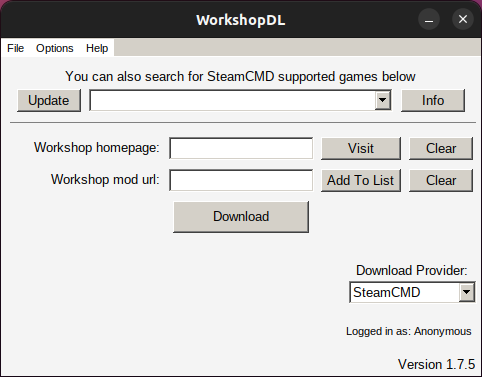 WorkshopDL
File Options Help
You can also search for SteamCMD supported games below
Update Info
Workshop homepage: Visit Clear
Workshop mod url: Add To List Clear
Download
Download Provider:
SteamCMD
Logged in as: Anonymous
Version 1.7.5